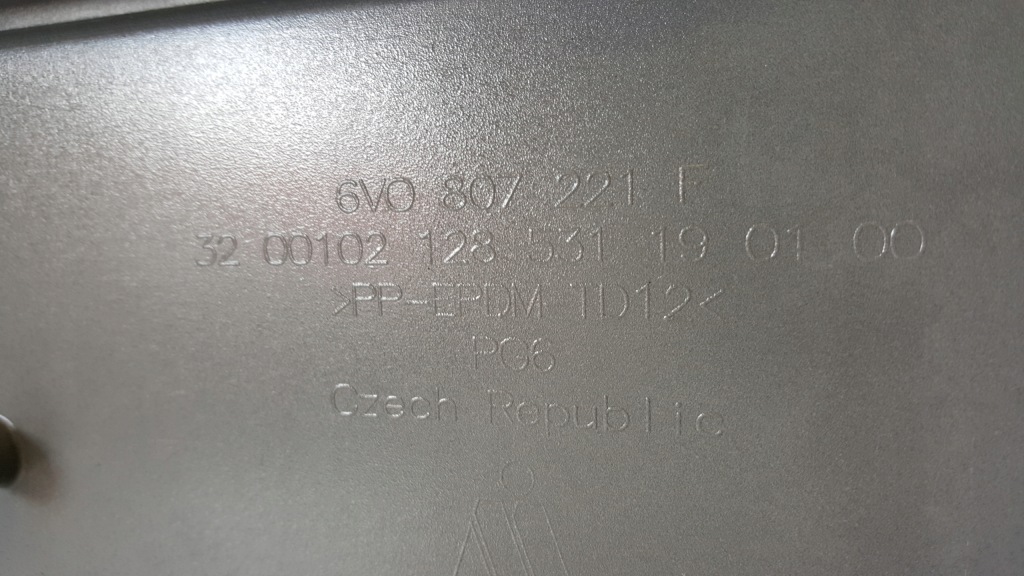 6V0 807 221 F
32 00102 128 531 19 01 00
>PP-EPDM TD12<
PG6
Czech Republic